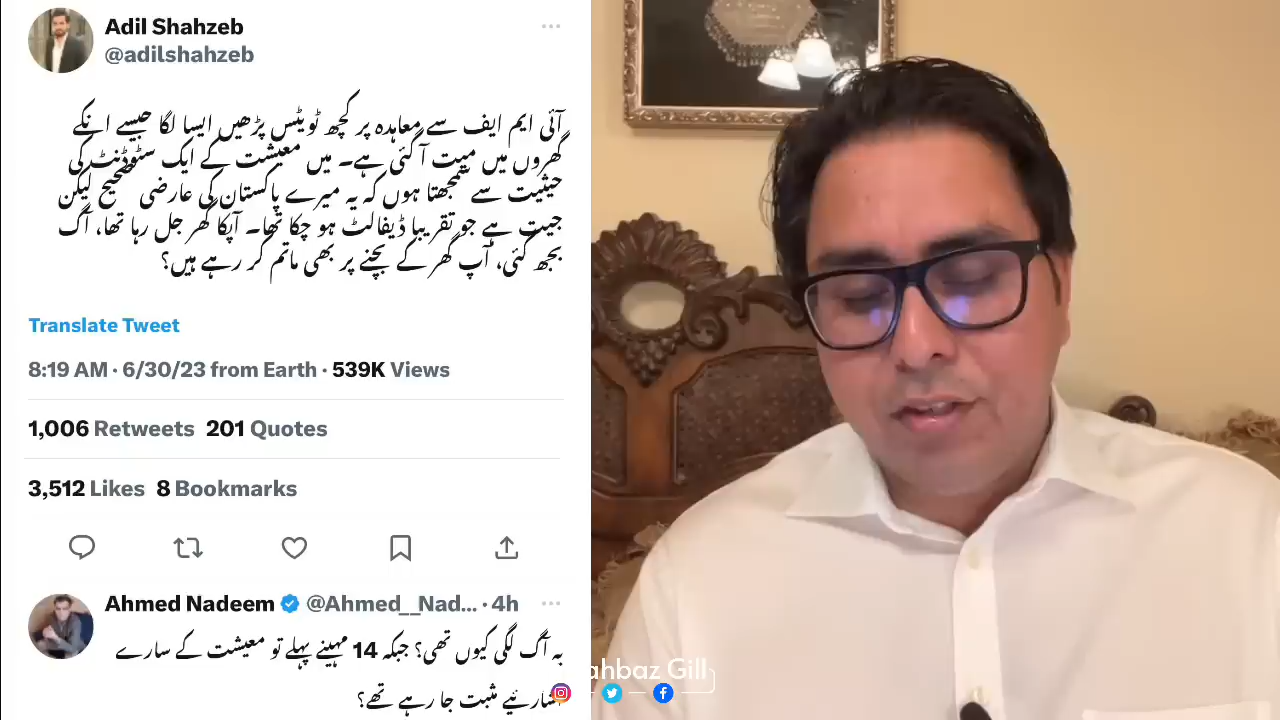 Adil Shahzeb
@adilshahzeb
آئی ایم ایف سے معاہدہ پر کچھ ٹویٹس پڑھیں ایسا لگا جیسے انکے
گھروں میں میت آ گئی ہے۔ میں معیشت کے ایک سٹوڈنٹ کی
حیثیت سے سمجھتا ہوں کہ یہ میرے پاکستان کی عارضی صحیح لیکن
جیت ہے جو تقریبا ڈیفالٹ ہو چکا تھا۔ آپکا گھر جل رہا تھا، آگ
بجھ گئی، آپ گھر کے بچنے پر بھی ماتم کر رہے ہیں؟
Translate Tweet
8:19 AM · 6/30/23 from Earth · 539K Views
1,006 Retweets 201 Quotes
3,512 Likes 8 Bookmarks
Ahmed Nadeem @Ahmed__Nad... · 4h
یہ آگ لگی کیوں تھی؟ جبکہ 14 مہینے پہلے تو معیشت کے سارے
مثبت جا رہے تھے؟
Gill